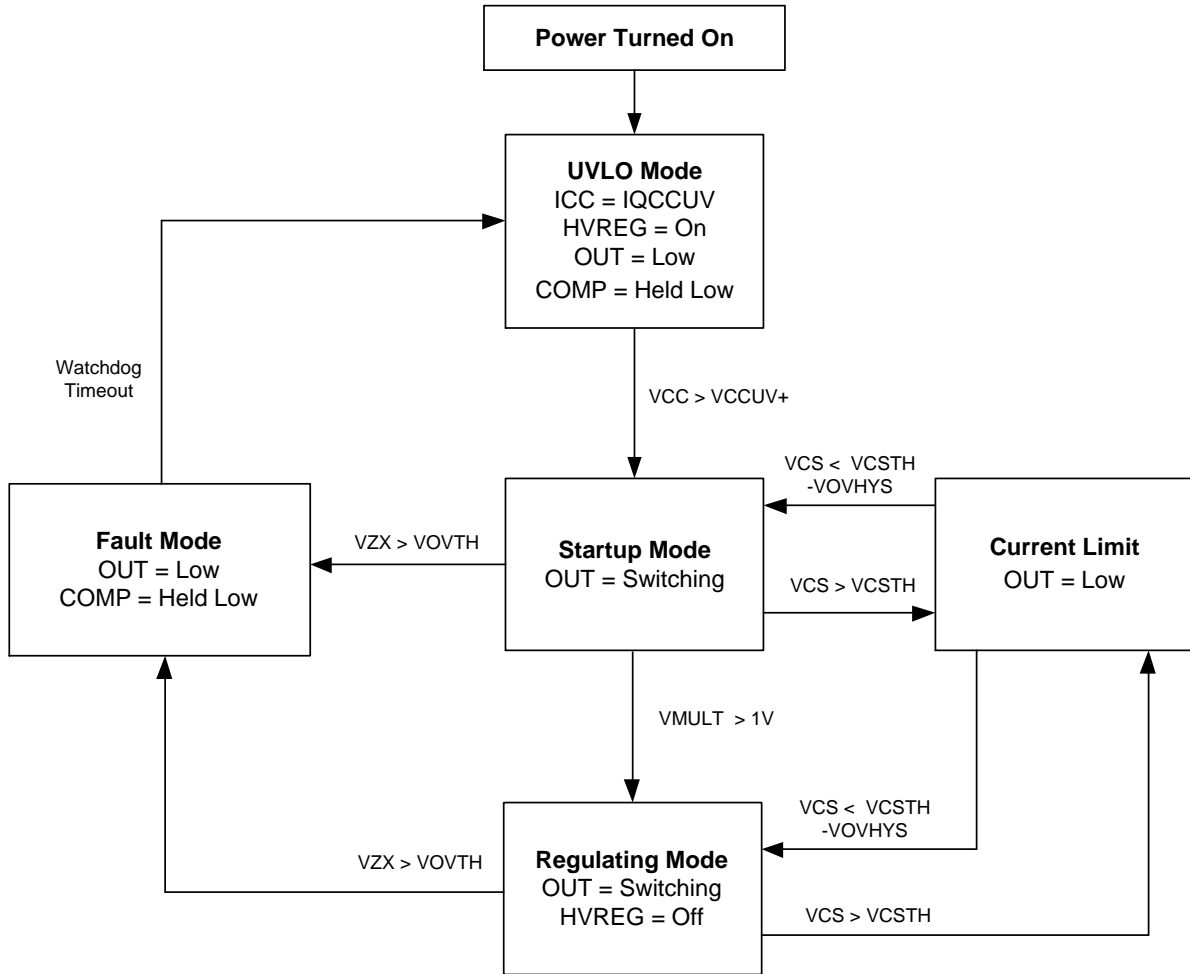 Power Turned On
UVLO Mode
ICC = IQCCUV
HVREG = On
OUT = Low
COMP = Held Low
Watchdog
Timeout
VCC > VCCUV+
VCS < VCSTH
-VOVHYS
Fault Mode
OUT = Low
COMP = Held Low
VZX > VOVTH
Startup Mode
OUT = Switching
VCS > VCSTH
Current Limit
OUT = Low
VMULT > 1V
VCS < VCSTH
-VOVHYS
VZX > VOVTH
Regulating Mode
OUT = Switching
HVREG = Off
VCS > VCSTH